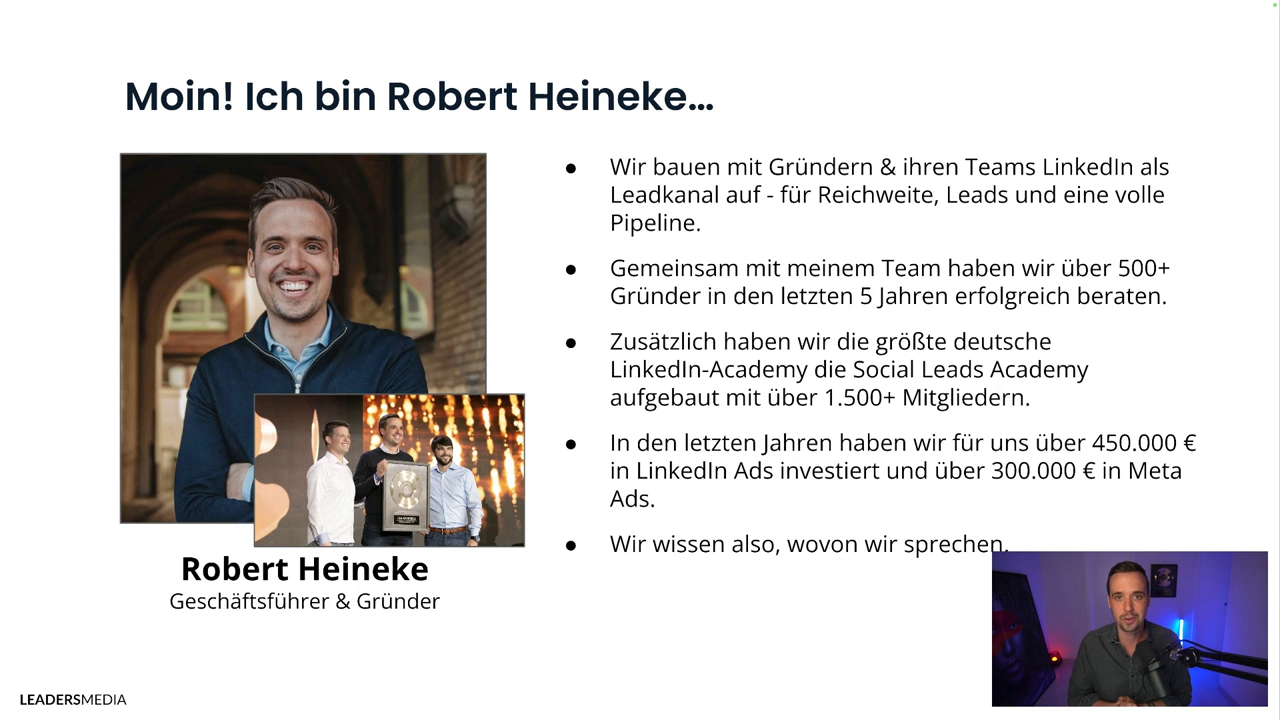 Moin! Ich bin Robert Heineke…
● Wir bauen mit Gründern & ihren Teams LinkedIn als
Leadkanal auf - für Reichweite, Leads und eine volle
Pipeline.
● Gemeinsam mit meinem Team haben wir über 500+
Gründer in den letzten 5 Jahren erfolgreich beraten.
● Zusätzlich haben wir die größte deutsche
LinkedIn-Academy die Social Leads Academy
aufgebaut mit über 1.500+ Mitgliedern.
● In den letzten Jahren haben wir für uns über 450.000 €
in LinkedIn Ads investiert und über 300.000 € in Meta
Ads.
● Wir wissen also, wovon wir sprechen.
Robert Heineke
Geschäftsführer & Gründer
LEADERSMEDIA